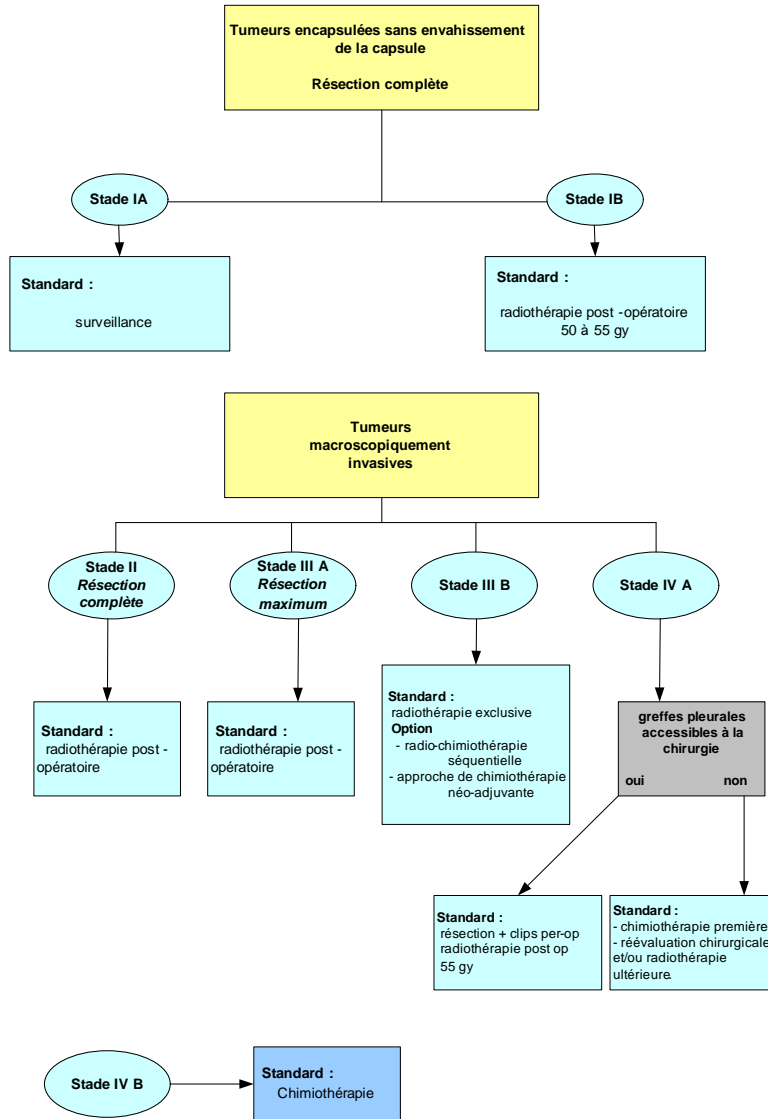 Tumeurs encapsulées sans envahissement
de la capsule
Résection complète
Stade IA
Stade IB
Standard :
surveillance
Standard :
radiothérapie post -opératoire
50 à 55 gy
Tumeurs
macroscopiquement
invasives
Stade II
Résection
complète
Stade III A
Résection
maximum
Stade III B
Stade IV A
Standard :
radiothérapie post -
opératoire
Standard :
radiothérapie post -
opératoire
Standard :
radiothérapie exclusive
Option
- radio-chimiothérapie
séquentielle
- approche de chimiothérapie
néo-adjuvante
greffes pleurales
accessibles à la
chirurgie
oui non
Standard :
résection + clips per-op
radiothérapie post op
55 gy
Standard :
- chimiothérapie première
- réévaluation chirurgicale
et/ou radiothérapie
ultérieure.
Stade IV B
Standard :
Chimiothérapie